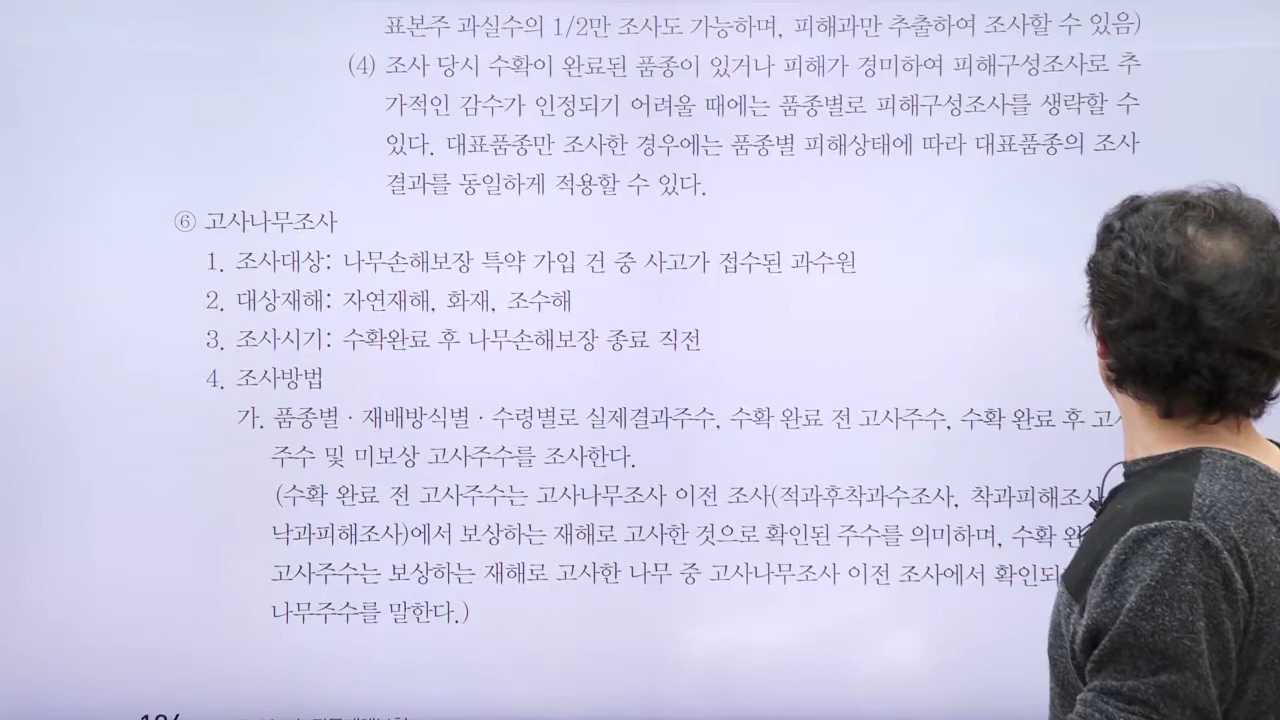 표본주 과실수의 1/2만 조사도 가능하며, 피해과만 추출하여 조사할 수 있음)
(4) 조사 당시 수확이 완료된 품종이 있거나 피해가 경미하여 피해구성조사로 추
가적인 감수가 인정되기 어려울 때에는 품종별로 피해구성조사를 생략할 수
있다. 대표품종만 조사한 경우에는 품종별 피해상태에 따라 대표품종의 조사
결과를 동일하게 적용할 수 있다.
⑥ 고사나무조사
1. 조사대상: 나무손해보장 특약 가입 건 중 사고가 접수된 과수원
2. 대상재해: 자연재해, 화재, 조수해
3. 조사시기: 수확완료 후 나무손해보장 종료 직전
4. 조사방법
가. 품종별·재배방식별·수령별로 실제결과주수, 수확 완료 전 고사주수, 수확 완료 후
주수 및 미보상 고사주수를 조사한다.
(수확 완료 전 고사주수는 고사나무조사 이전 조사(적과후착과수조사, 착과피해조사
낙과피해조사)에서 보상하는 재해로 고사한 것으로 확인된 주수를 의미하며, 수확
고사주수는 보상하는 재해로 고사한 나무 중 고사나무조사 이전 조사에서
나무주수를 말한다.)